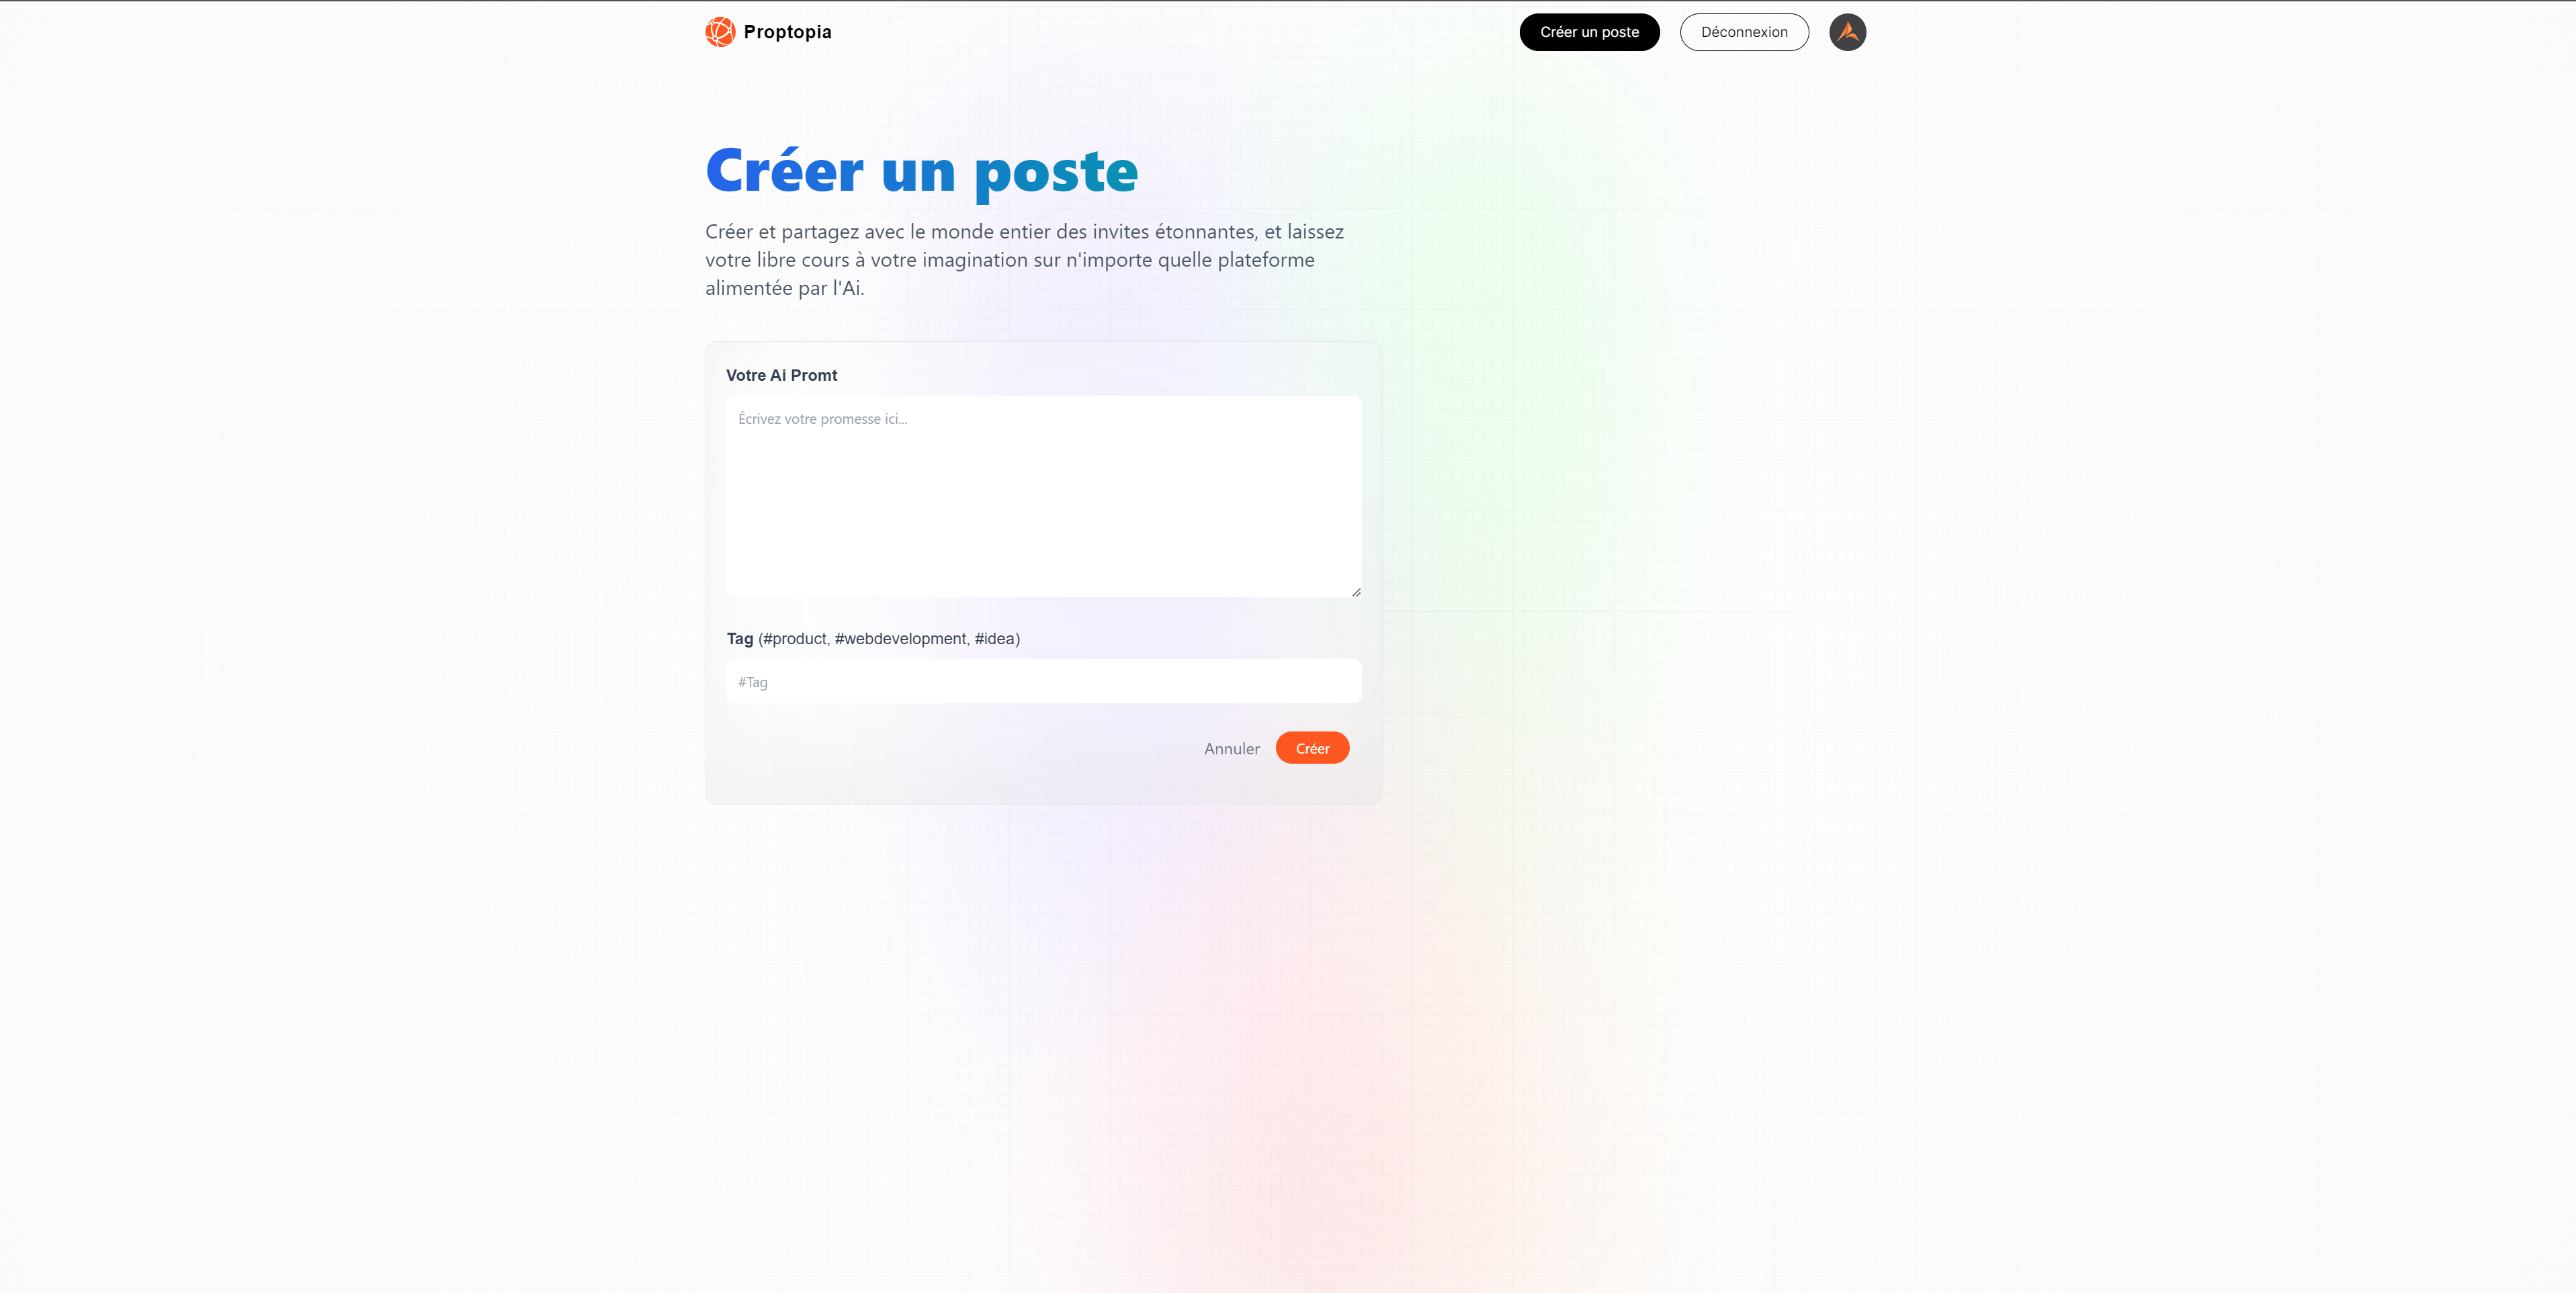 Proptopia
Créer un poste
Déconnexion
Créer un poste
Créer et partagez avec le monde entier des invites étonnantes, et laissez
votre libre cours à votre imagination sur n'importe quelle plateforme
alimentée par l'Ai.
Votre Ai Promt
Écrivez votre promesse ici...
Tag (#product, #webdevelopment, #idea)
#Tag
Annuler
Créer